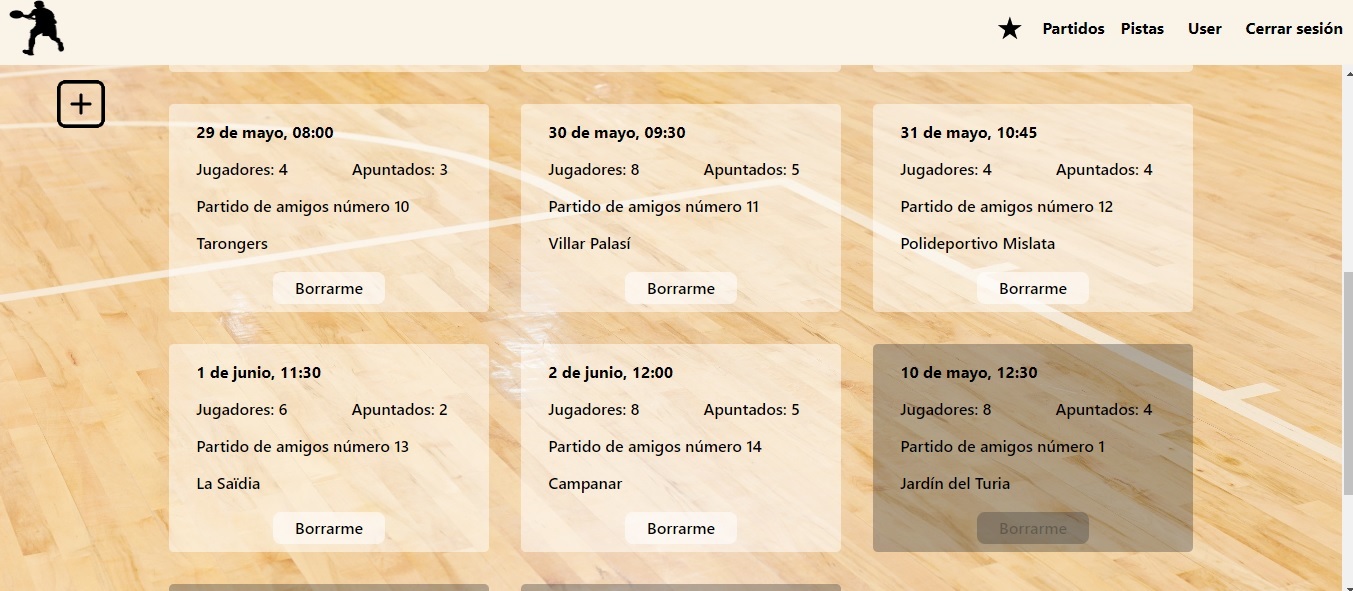 Partidos Pistas User Cerrar sesión
29 de mayo, 08:00
Jugadores: 4 Apuntados: 3
Partido de amigos número 10
Tarongers
Borrarme
30 de mayo, 09:30
Jugadores: 8 Apuntados: 5
Partido de amigos número 11
Villar Palasí
Borrarme
31 de mayo, 10:45
Jugadores: 4 Apuntados: 4
Partido de amigos número 12
Polideportivo Mislata
Borrarme
1 de junio, 11:30
Jugadores: 6 Apuntados: 2
Partido de amigos número 13
La Saïdia
Borrarme
2 de junio, 12:00
Jugadores: 8 Apuntados: 5
Partido de amigos número 14
Campanar
Borrarme
10 de mayo, 12:30
Jugadores: 8 Apuntados: 4
Partido de amigos número 1
Jardín del Turia
Borrarme